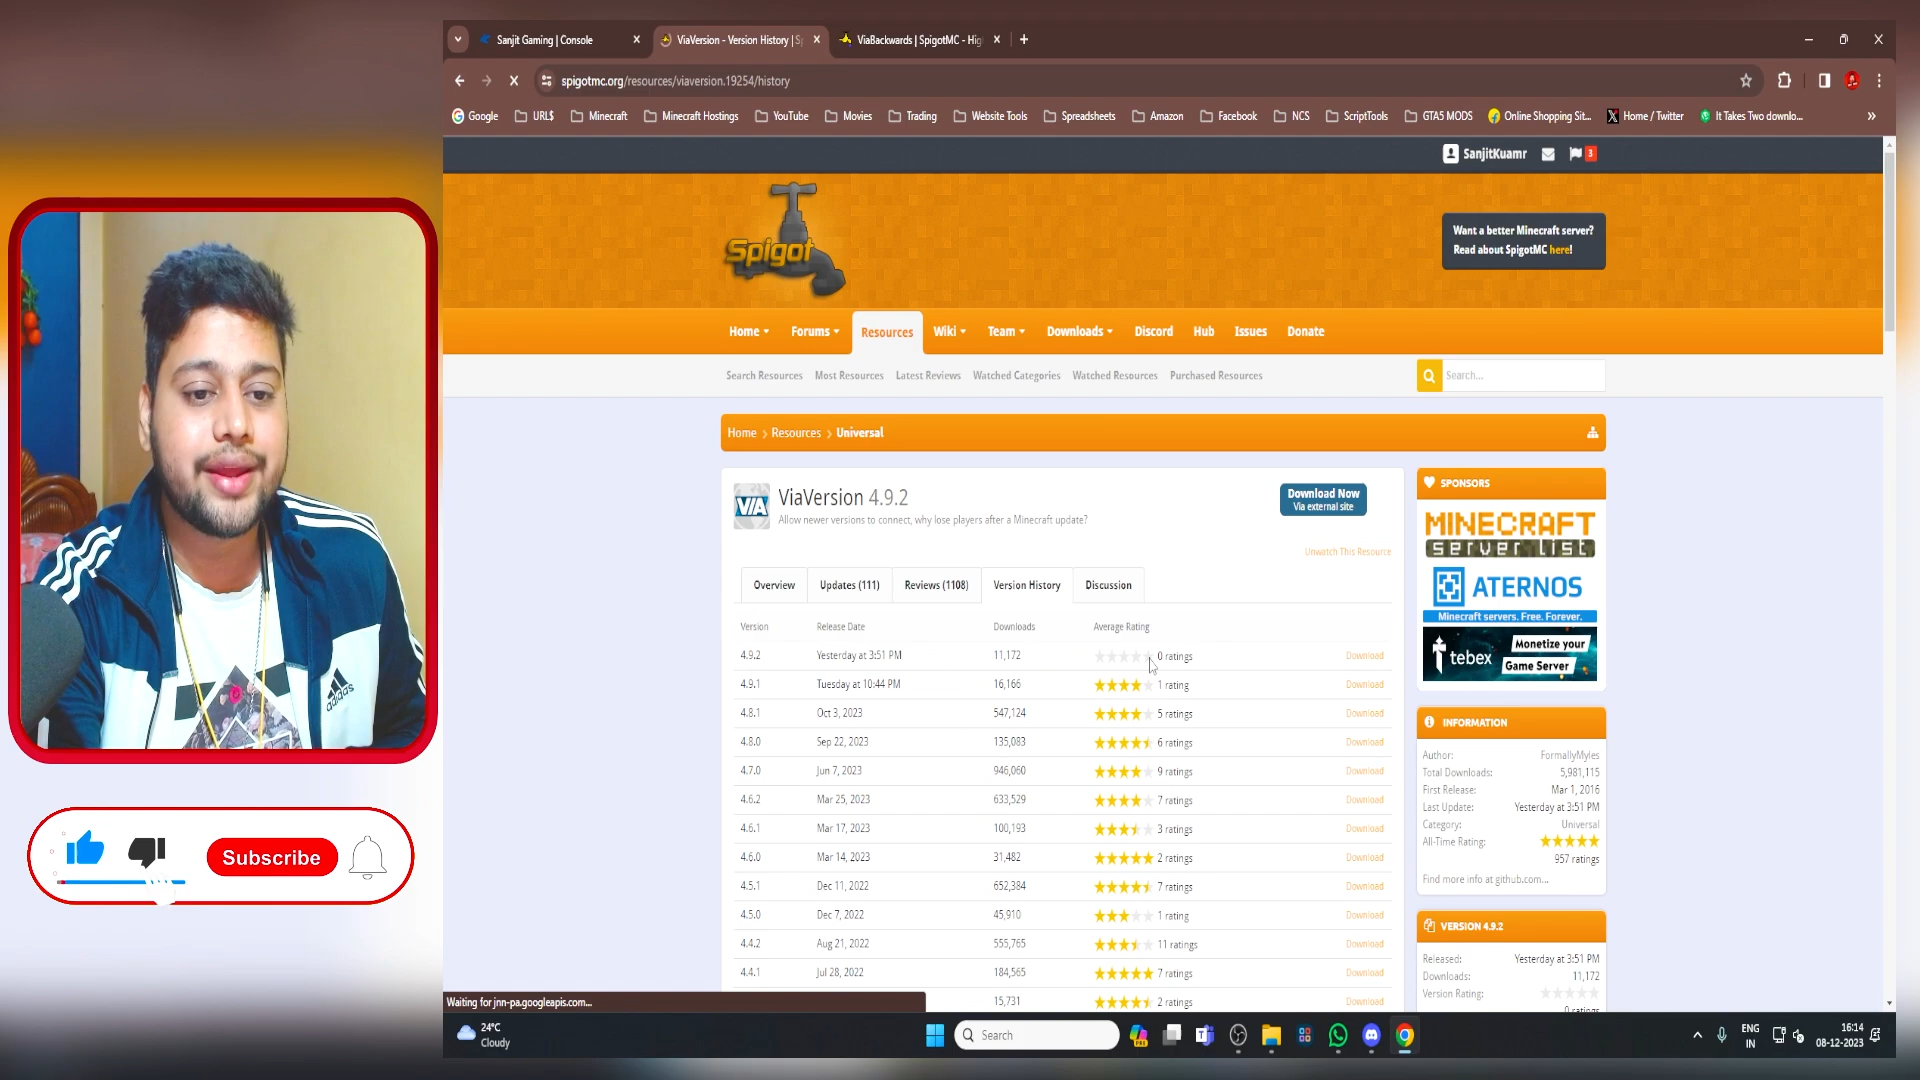 Sanjit Gaming | Console
ViaVersion - Version History | S
ViaBackwards | SpigotMC - Hig
spigotmc.org/resources/viaversion.19254/history
Google
URL$
Minecraft
Minecraft Hostings
YouTube
Movies
Trading
Website Tools
Spreadsheets
Amazon
Facebook
NCS
ScriptTools
GTA5 MODS
Online Shopping Sit...
Home / Twitter
It Takes Two downlo...
SanjitKuamr
3
Spigot
Want a better Minecraft server?
Read about SpigotMC here!
Home
Forums
Resources
Wiki
Team
Downloads
Discord
Hub
Issues
Donate
Search Resources
Most Resources
Latest Reviews
Watched Categories
Watched Resources
Purchased Resources
Search...
Home
Resources
Universal
VIA
ViaVersion 4.9.2
Allow newer versions to connect, why lose players after a Minecraft update?
Download Now
Via external site
Unwatch This Resource
Overview
Updates (111)
Reviews (1108)
Version History
Discussion
Version Release Date Downloads Average Rating
4.9.2 Yesterday at 3:51 PM 11,172 0 ratings Download
4.9.1 Tuesday at 10:44 PM 16,166 1 rating Download
4.8.1 Oct 3, 2023 547,124 5 ratings Download
4.8.0 Sep 22, 2023 135,083 6 ratings Download
4.7.0 Jun 7, 2023 946,060 9 ratings Download
4.6.2 Mar 25, 2023 633,529 7 ratings Download
4.6.1 Mar 17, 2023 100,193 3 ratings Download
4.6.0 Mar 14, 2023 31,482 2 ratings Download
4.5.1 Dec 11, 2022 652,384 7 ratings Download
4.5.0 Dec 7, 2022 45,910 1 rating Download
4.4.2 Aug 21, 2022 555,765 11 ratings Download
4.4.1 Jul 28, 2022 184,565 7 ratings Download
15,731 2 ratings Download
SPONSORS
MINECRAFT
server list
ATERNOS
Minecraft servers. Free. Forever.
tebex
Monetize your
Game Server
INFORMATION
Author: FormallyMyles
Total Downloads: 5,981,115
First Release: Mar 1, 2016
Last Update: Yesterday at 3:51 PM
Category: Universal
All-Time Rating:
957 ratings
Find more info at github.com...
VERSION 4.9.2
Released: Yesterday at 3:51 PM
Downloads: 11,172
Version Rating:
0 ratings
Waiting for jnn-pa.googleapis.com...
adidas
Subscribe
24°C
Cloudy
Search
PRE
ENG
IN
16:14
08-12-2023